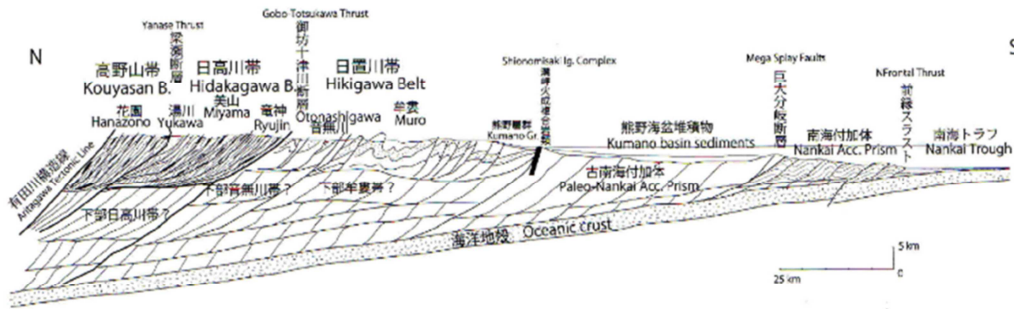 N
S
Yanase Thrust
梁瀬断層
Gobo-Totsukawa Thrust
御坊十津川断層
高野山帯
Kouyasan B.
日高川帯
Hidakagawa B.
日置川帯
Hikigawa Belt
花園
Hanazono
湯川
Yukawa
美山
Miyama
竜神
Ryujin
Otonashigawa
音無川
牟婁
Muro
Shionomisaki Ig. Complex
潮岬火成複合岩類
熊野層群
Kumano Gr.
熊野海盆堆積物
Kumano basin sediments
Mega Splay Faults
巨大分岐断層
南海付加体
Nankai Acc. Prism
NFrontal Thrust
前縁スラスト
南海トラフ
Nankai Trough
有田川構造線
Tectonic Line
下部日高川帯?
下部音無川帯?
下部牟婁帯?
古南海付加体
Paleo-Nankai Acc. Prism
海洋地殻 Oceanic crust
5 km
0
25 km